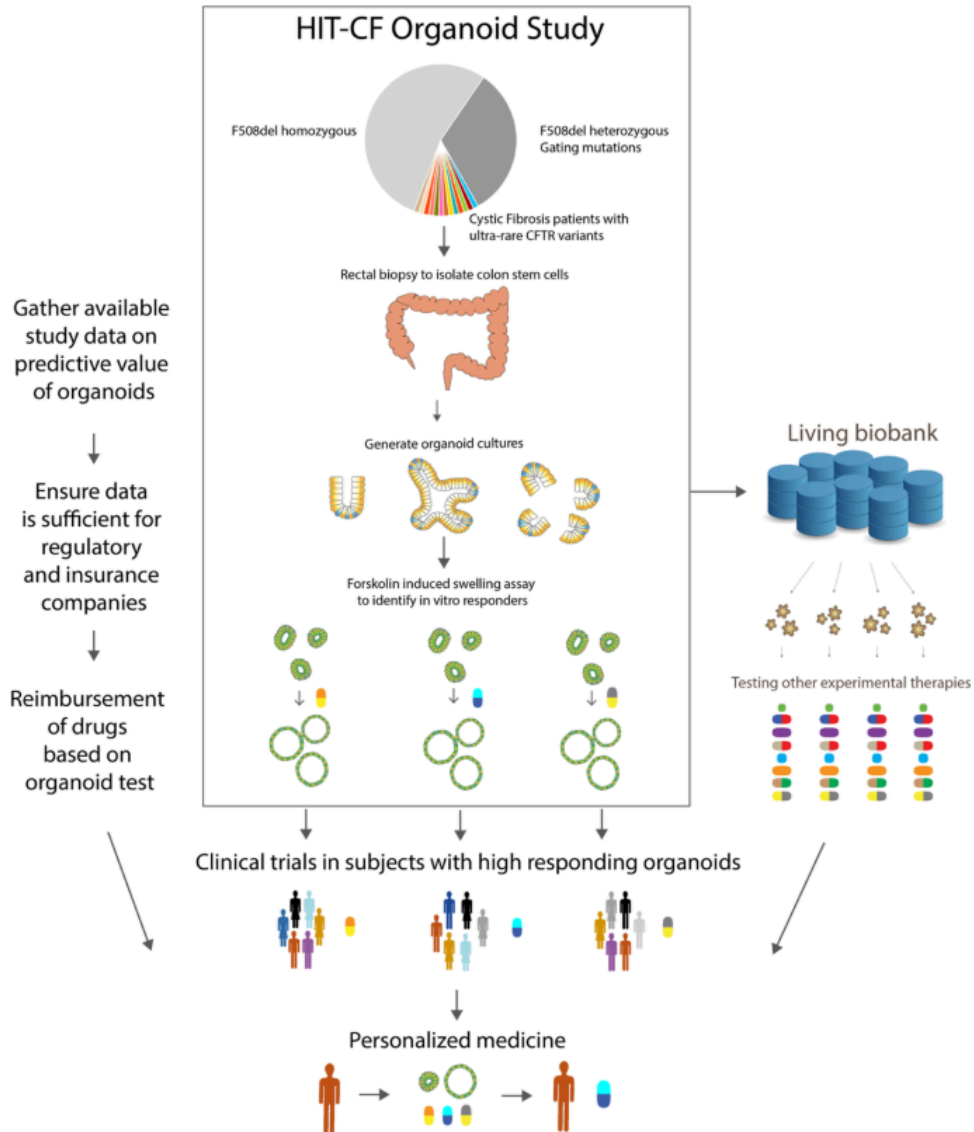 HIT-CF Organoid Study
F508del homozygous
F508del heterozygous
Gating mutations
Cystic Fibrosis patients with
ultra-rare CFTR variants
Rectal biopsy to isolate colon stem cells
Generate organoid cultures
Forskolin induced swelling assay
to identify in vitro responders
Gather available
study data on
predictive value
of organoids
Ensure data
is sufficient for
regulatory
and insurance
companies
Reimbursement
of drugs
based on
organoid test
Living biobank
Testing other experimental therapies
Clinical trials in subjects with high responding organoids
Personalized medicine